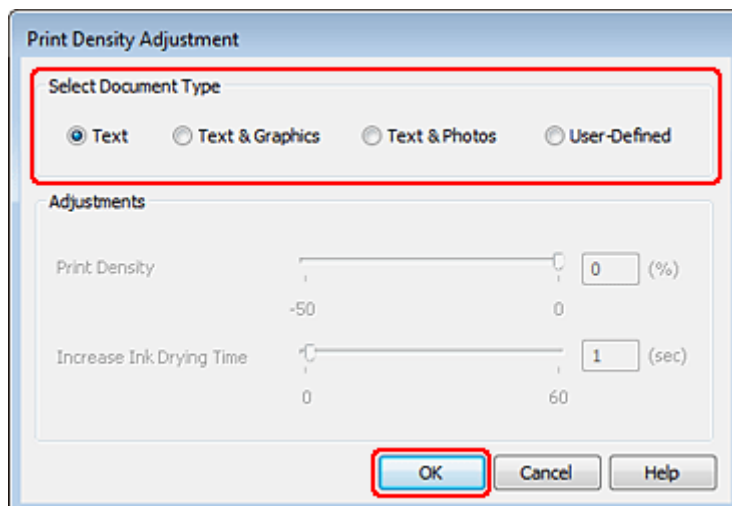 Print Density Adjustment
Select Document Type
Text Text & Graphics Text & Photos User-Defined
Adjustments
Print Density 0 (%)
-50 0
Increase Ink Drying Time 1 (sec)
0 60
OK Cancel Help